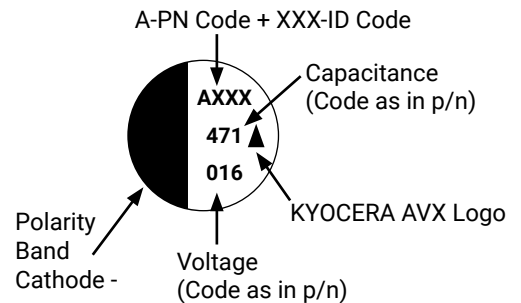 A-PN Code + XXX-ID Code
Capacitance
(Code as in p/n)
AXXX
471
016
KYOCERA AVX Logo
Polarity
Band
Cathode -
Voltage
(Code as in p/n)